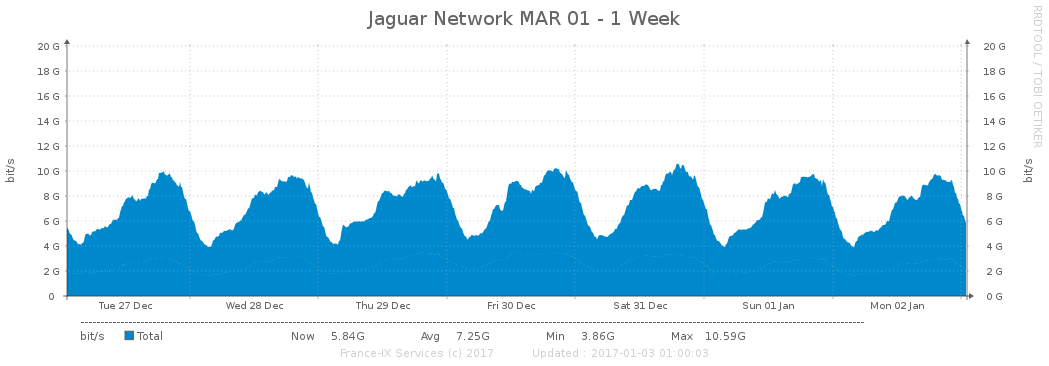 Jaguar Network MAR 01 - 1 Week
RRDTOOL / TOBI OETIKER
bit/s
20 G 20 G
18 G 18 G
16 G 16 G
14 G 14 G
12 G 12 G
10 G 10 G
8 G 8 G
6 G 6 G
4 G 4 G
2 G 2 G
0 0 G
bit/s
Tue 27 Dec Wed 28 Dec Thu 29 Dec Fri 30 Dec Sat 31 Dec Sun 01 Jan Mon 02 Jan
bit/s Total Now 5.84G Avg 7.25G Min 3.86G Max 10.59G
France-IX Services (c) 2017 Updated : 2017-01-03 01:00:03